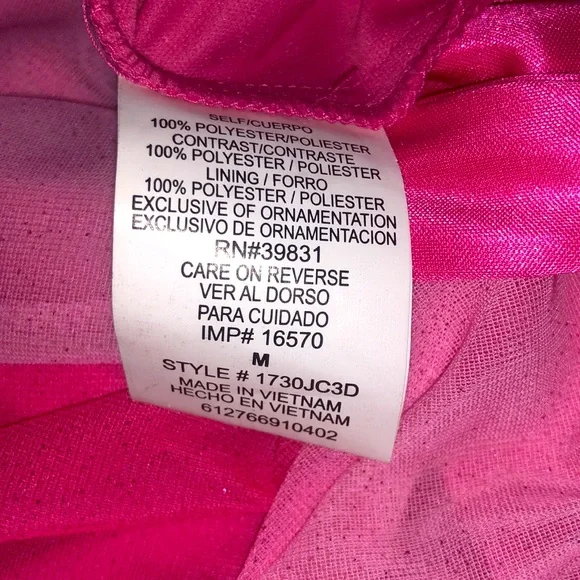 SELF/CUERPO
100% POLYESTER/POLIESTER
CONTRAST/CONTRASTE
100% POLYESTER / POLIESTER
LINING / FORRO
100% POLYESTER / POLIESTER
EXCLUSIVE OF ORNAMENTATION
EXCLUSIVO DE ORNAMENTACION
RN#39831
CARE ON REVERSE
VER AL DORSO
PARA CUIDADO
IMP# 16570
M
STYLE # 1730JC3D
MADE IN VIETNAM
HECHO EN VIETNAM
612766910402